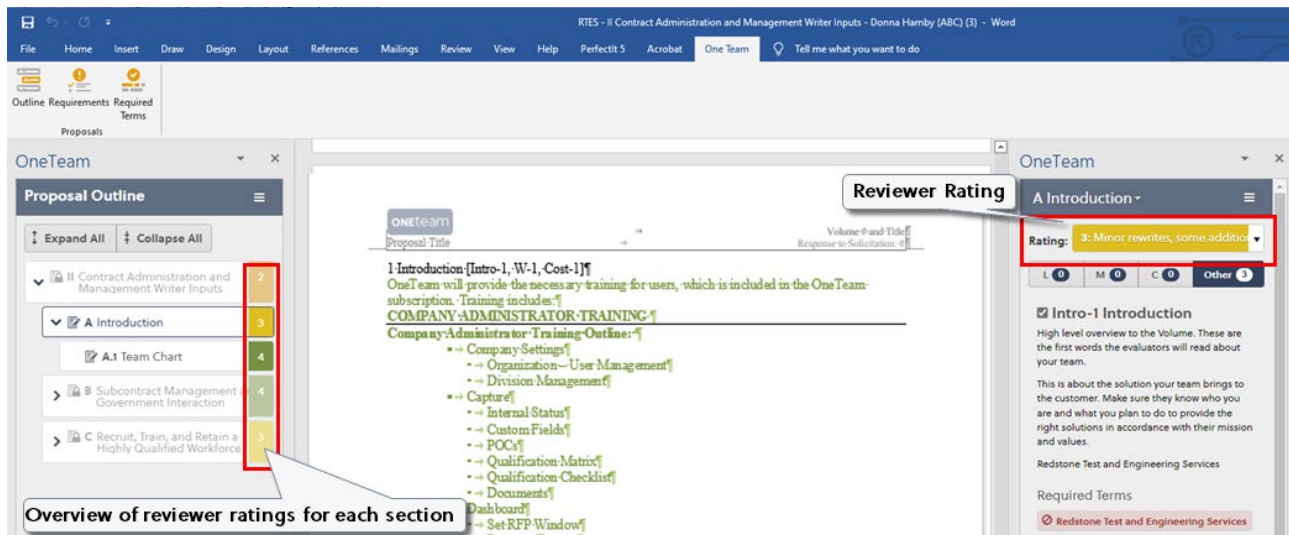 RTES - II Contract Administration and Management Writer Inputs - Donna Hamby (ABC) (3) - Word
File Home Insert Draw Design Layout References Mailings Review View Help PerfectIt 5 Acrobat One Team Tell me what you want to do
Outline Requirements Required Terms
Proposals
OneTeam
Proposal Outline
Expand All Collapse All
II Contract Administration and 2
Management Writer Inputs
A Introduction 3
A.1 Team Chart 4
B Subcontract Management a 4
Government Interaction
C Recruit, Train, and Retain a 3
Highly Qualified Workforce
Overview of reviewer ratings for each section
ONEteam
Proposal Title
Volume # and Title
Response to Solicitation: #
1 Introduction [Intro-1, W-1, Cost-1]¶
OneTeam will provide the necessary training for users, which is included in the OneTeam
subscription. Training includes:¶
COMPANY ADMINISTRATOR TRAINING¶
Company Administrator Training Outline:¶
Company Settings¶
Organization – User Management¶
Division Management¶
Capture¶
Internal Status¶
Custom Fields¶
POCs¶
Qualification Matrix¶
Qualification Checklist¶
Documents¶
Dashboard¶
Set RFP Window¶
Reviewer Rating
OneTeam
A Introduction
Rating: 3: Minor rewrites, some additio
L 0 M 0 C 0 Other 3
Intro-1 Introduction
High level overview to the Volume. These are
the first words the evaluators will read about
your team.
This is about the solution your team brings to
the customer. Make sure they know who you
are and what you plan to do to provide the
right solutions in accordance with their mission
and values.
Redstone Test and Engineering Services
Required Terms
Redstone Test and Engineering Services